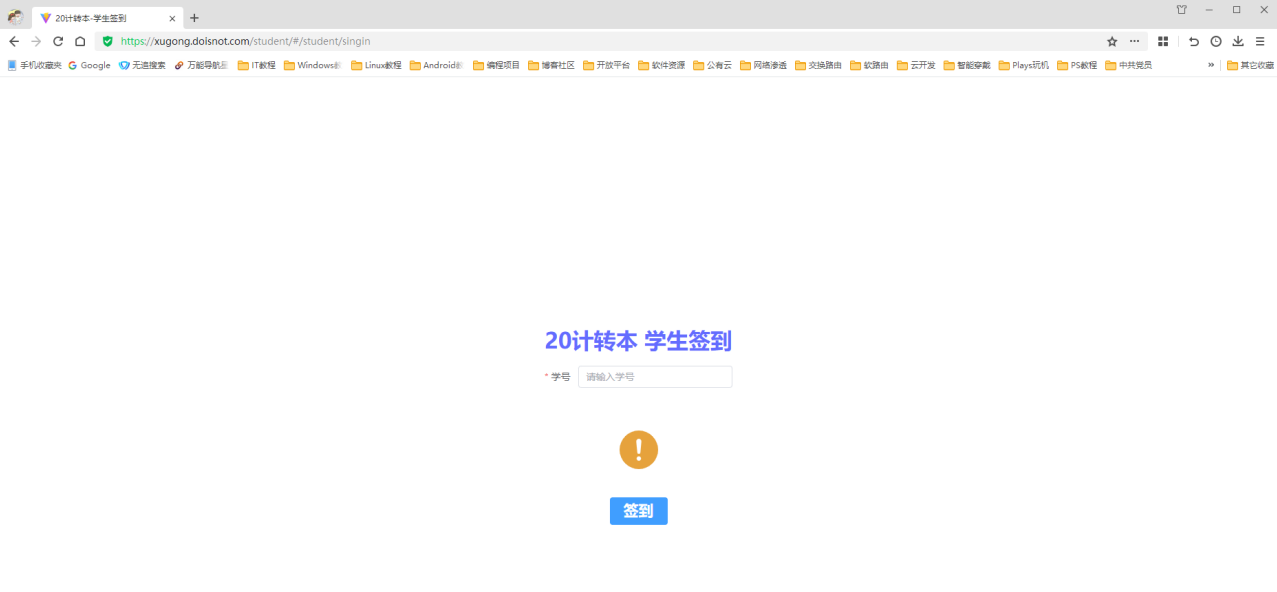 20计转本-学生签到
https://xugong.doisnot.com/student/#/student/singin
手机收藏夹 Google 无追搜索 万能导航 IT教程 Windows Linux教程 Android 编程项目 博客社区 开放平台 软件资源 公有云 网络渗透 交换路由 软路由 云开发 智能穿戴 Plays玩机 PS教程 中共党员 » 其它收藏
20计转本 学生签到
* 学号 请输入学号
!
签到